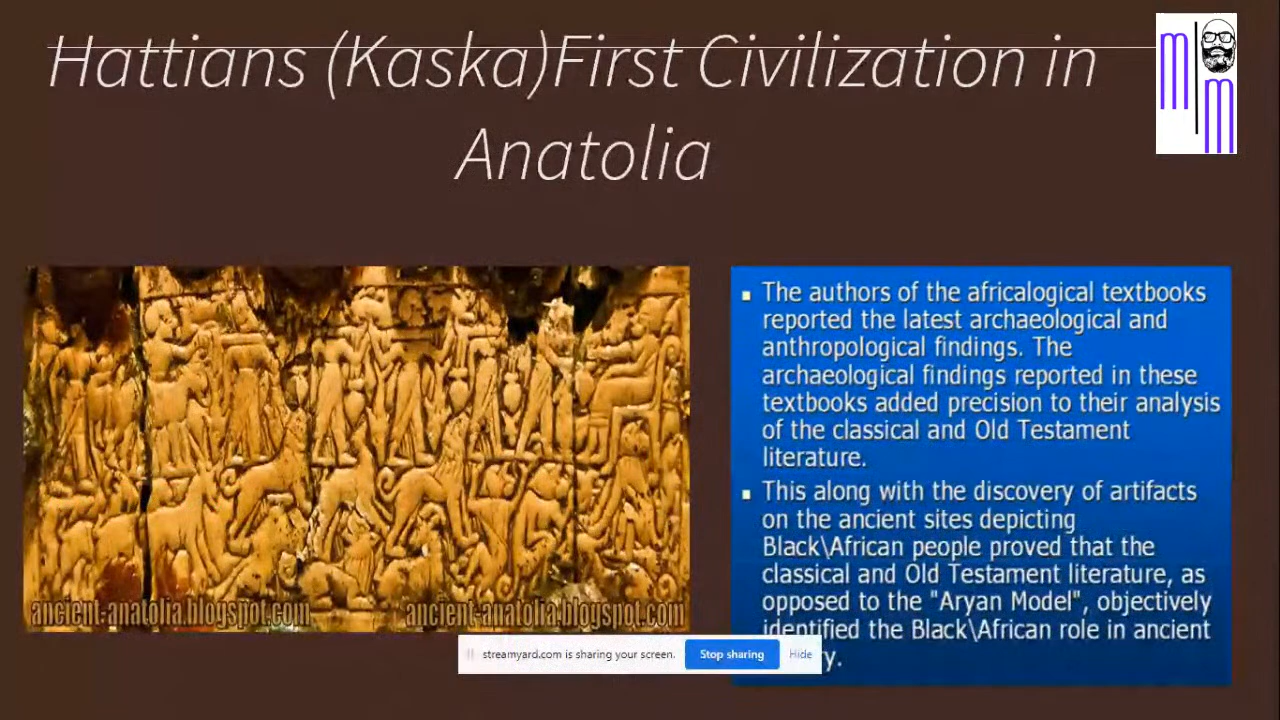 Hattians (Kaska)First Civilization in
Anatolia
m
m
The authors of the africalogical textbooks
reported the latest archaeological and
anthropological findings. The
archaeological findings reported in these
textbooks added precision to their analysis
of the classical and Old Testament
literature.
This along with the discovery of artifacts
on the ancient sites depicting
Black\African people proved that the
classical and Old Testament literature, as
opposed to the "Aryan Model", objectively
identified the Black\African role in ancient
ry.
ancient-anatolia.blogspot.com
ancient-anatolia.blogspot.com
streamyard.com is sharing your screen.
Stop sharing
Hide